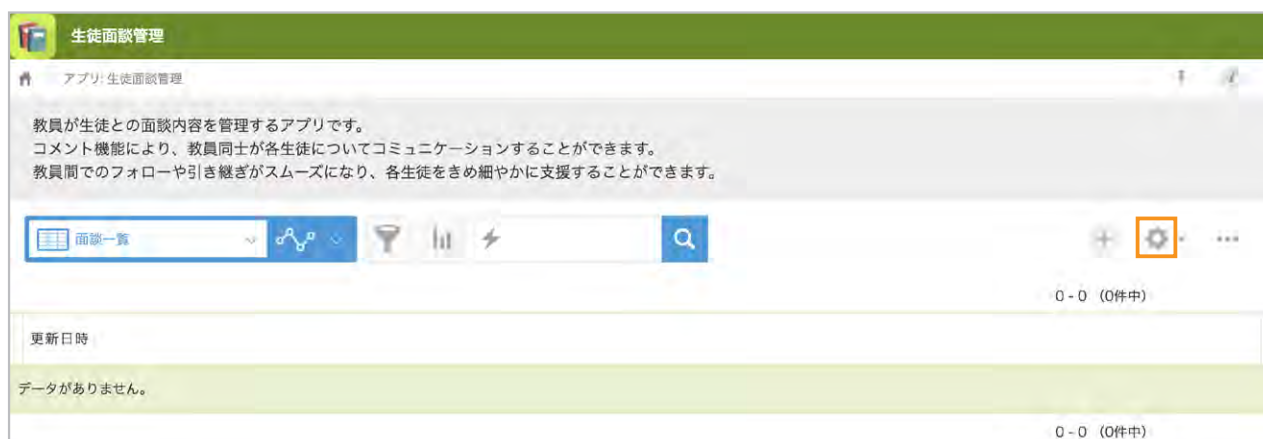 生徒面談管理
アプリ: 生徒面談管理
教員が生徒との面談内容を管理するアプリです。
コメント機能により、教員同士が各生徒についてコミュニケーションすることができます。
教員間でのフォローや引き継ぎがスムーズになり、各生徒をきめ細やかに支援することができます。
面談一覧
0 - 0 (0件中)
更新日時
データがありません。
0 - 0 (0件中)